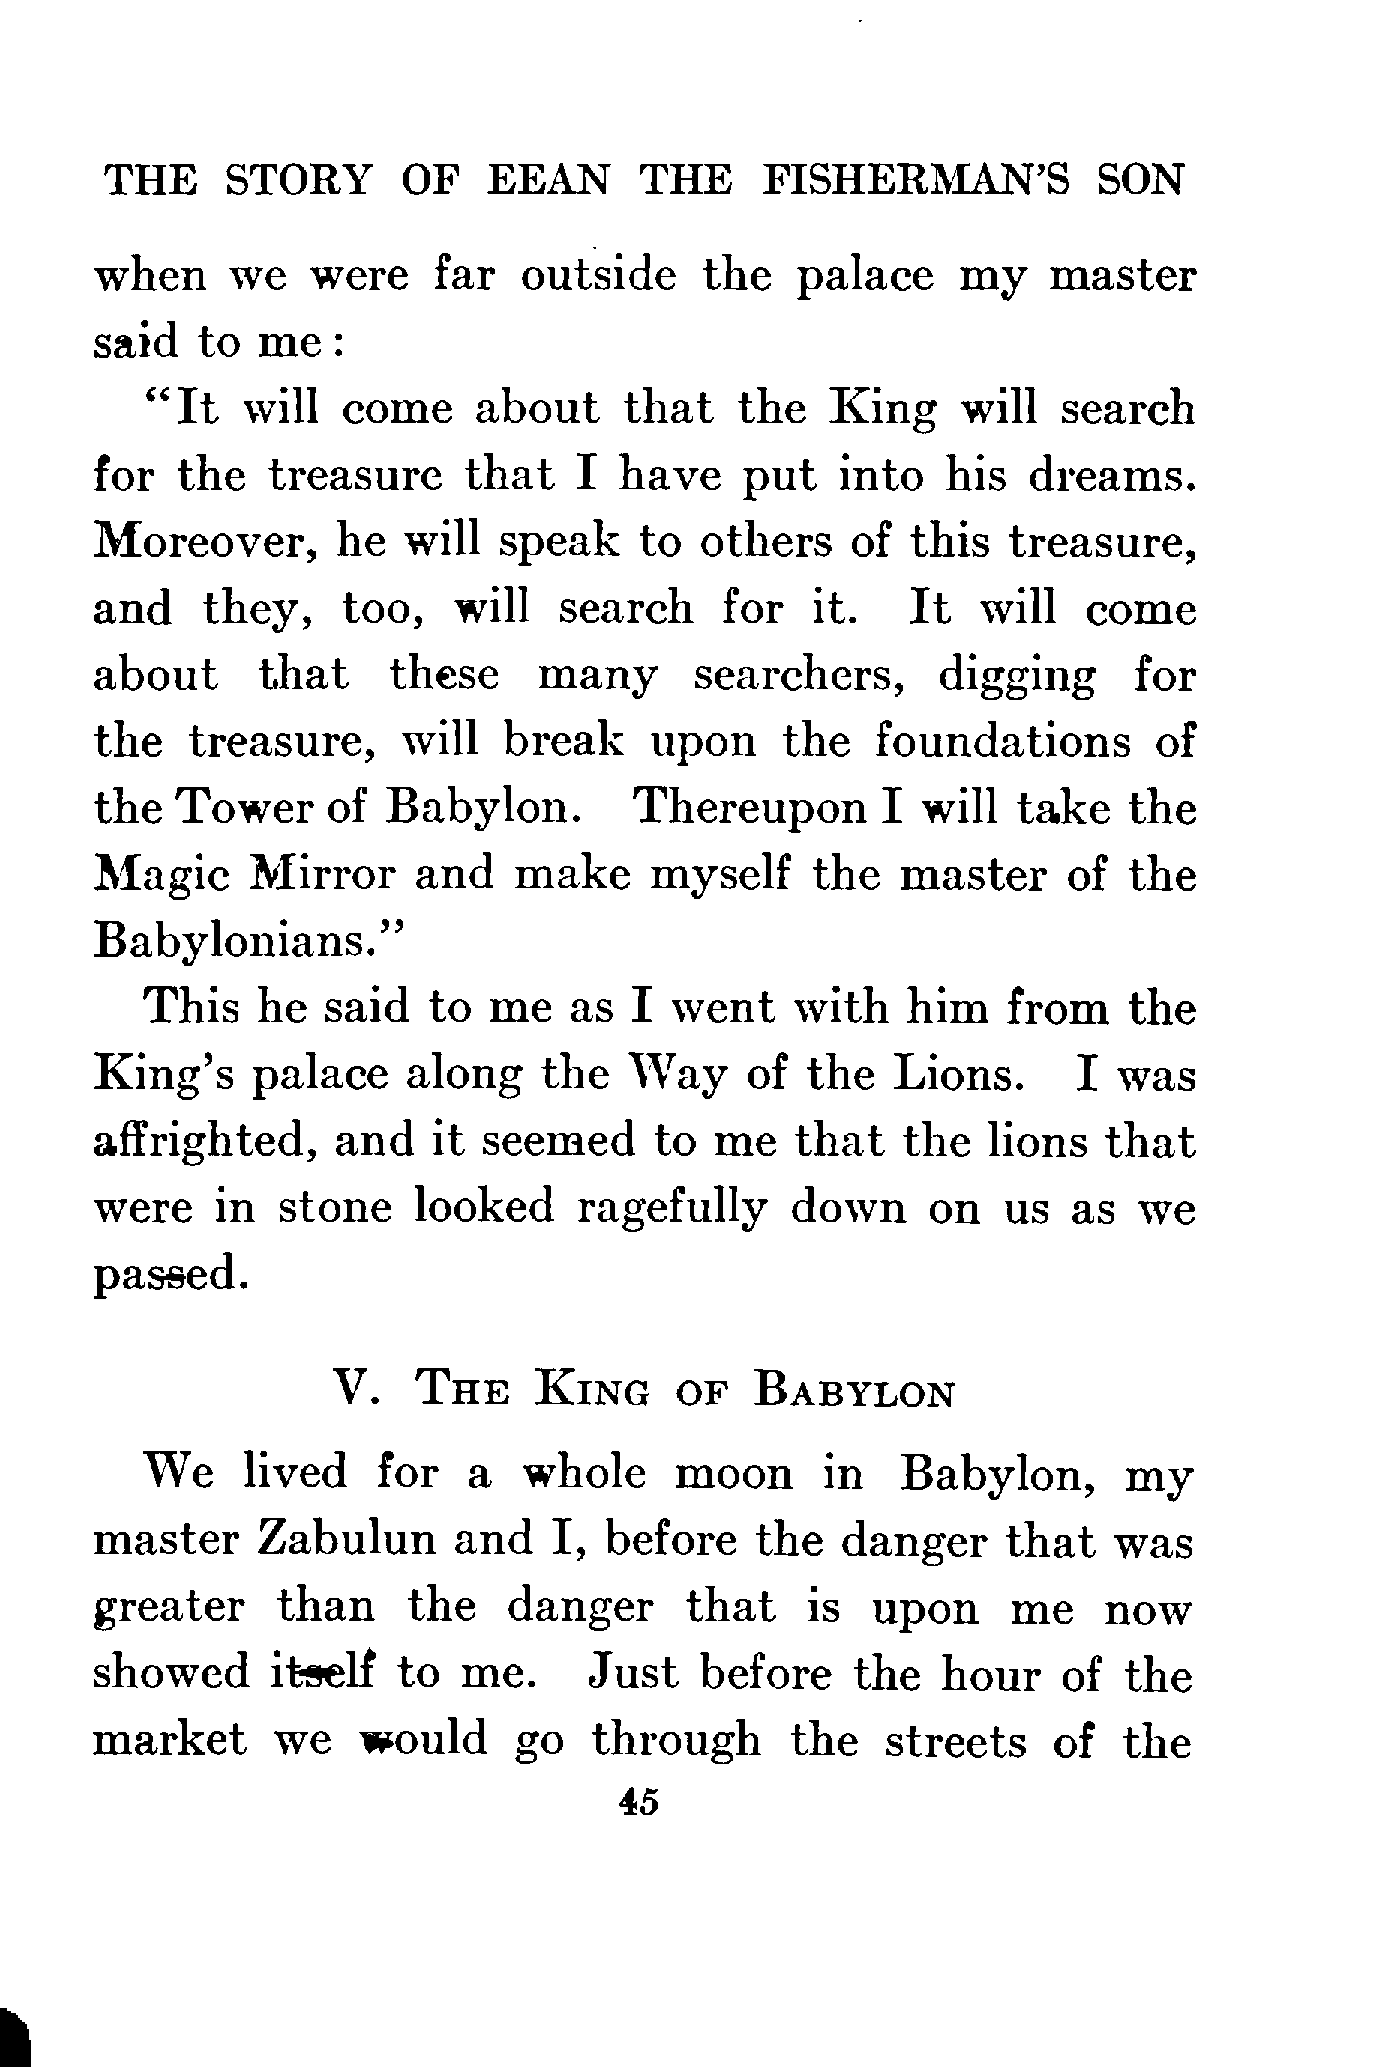 THE STORY OF EEAN THE FISHERMAN'S SON
when we were far outside the palace my master
said to me :
“It will come about that the King will search
for the treasure that I have put into his dreams.
Moreover, he will speak to others of this treasure,
and they, too, will search for it. It will come
about that these many searchers, digging for
the treasure, will break upon the foundations of
the Tower of Babylon. Thereupon I will take the
Magic Mirror and make myself the master of the
Babylonians.”
This he said to me as I went with him from the
King's palace along the Way of the Lions. I was
affrighted, and it seemed to me that the lions that
were in stone looked ragefully down on us as we
passed.
V. THE KING OF BABYLON
We lived for a whole moon in Babylon, my
master Zabulun and I, before the danger that was
greater than the danger that is upon me now
showed itself to me. Just before the hour of the
market we would go through the streets of the
45